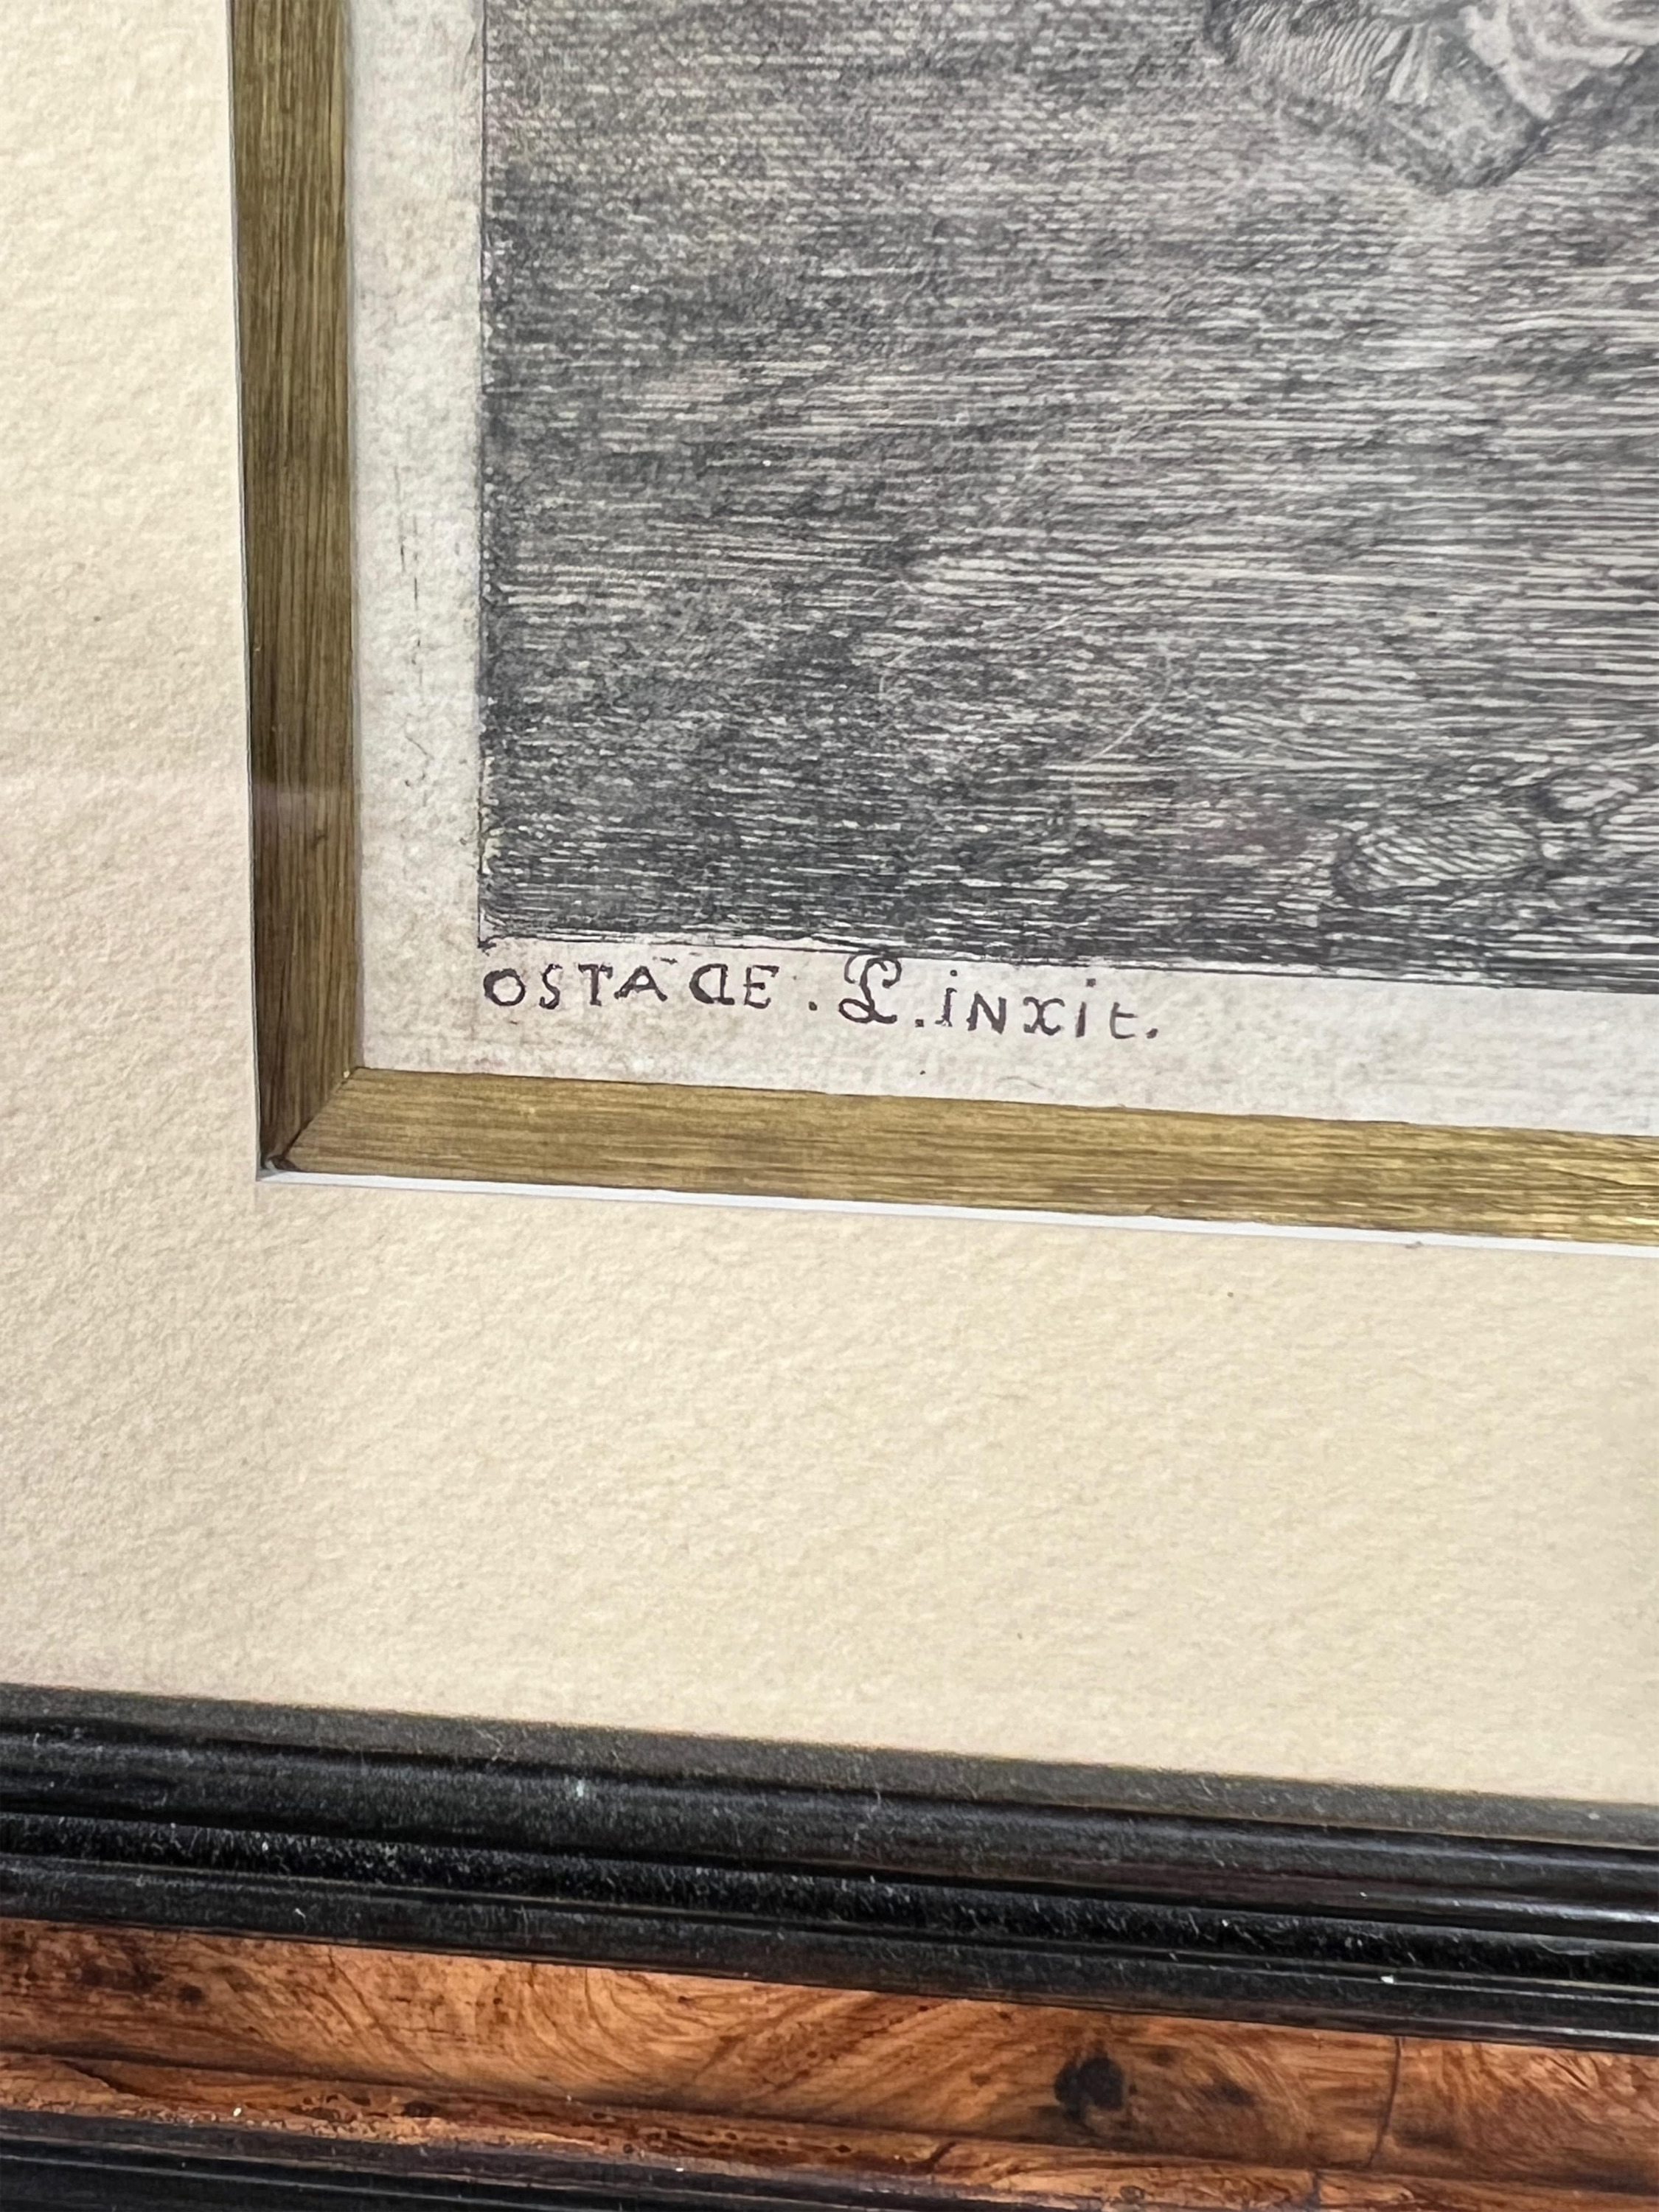 OSTADE . P. inxit.